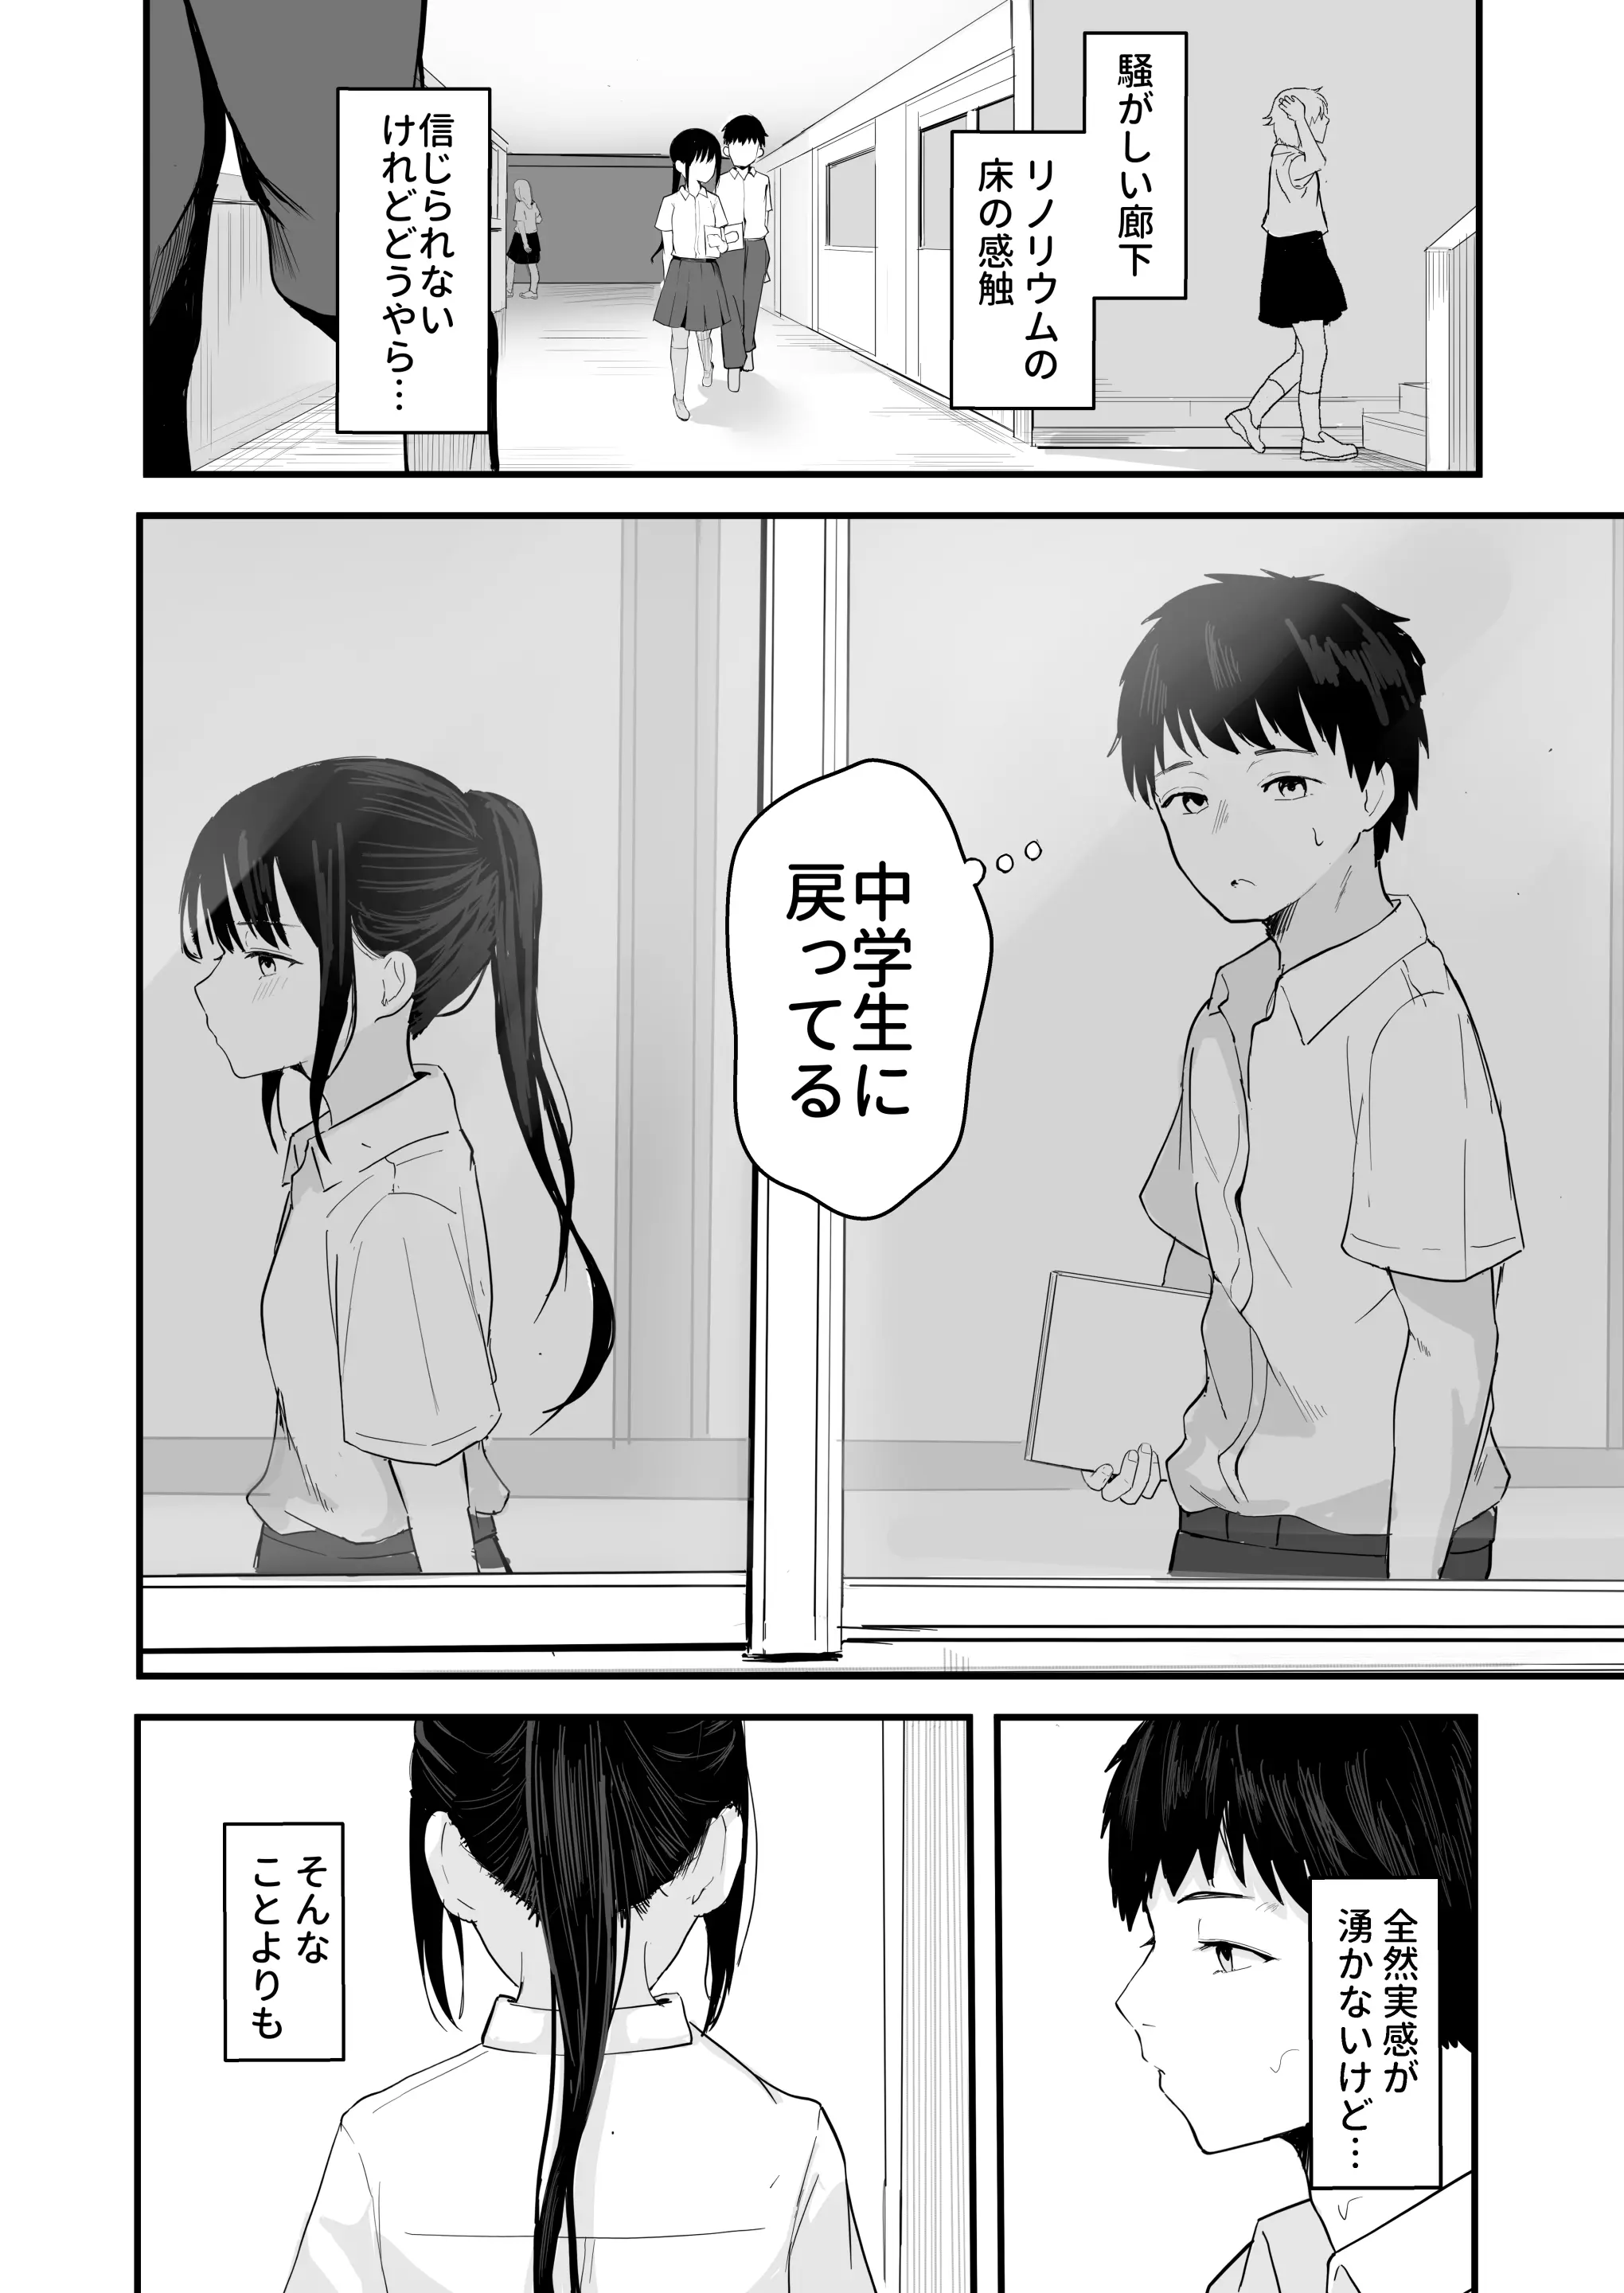 騒がしい廊下
リノリウムの
床の感触
信じられない
けれどどうやら…
中学生に
戻ってる
全然実感が
湧かないけど…
そんな
ことよりも